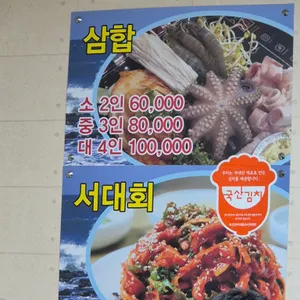 삼합
소 2인 60,000
중 3인 80,000
대 4인 100,000
국산김치
서대회